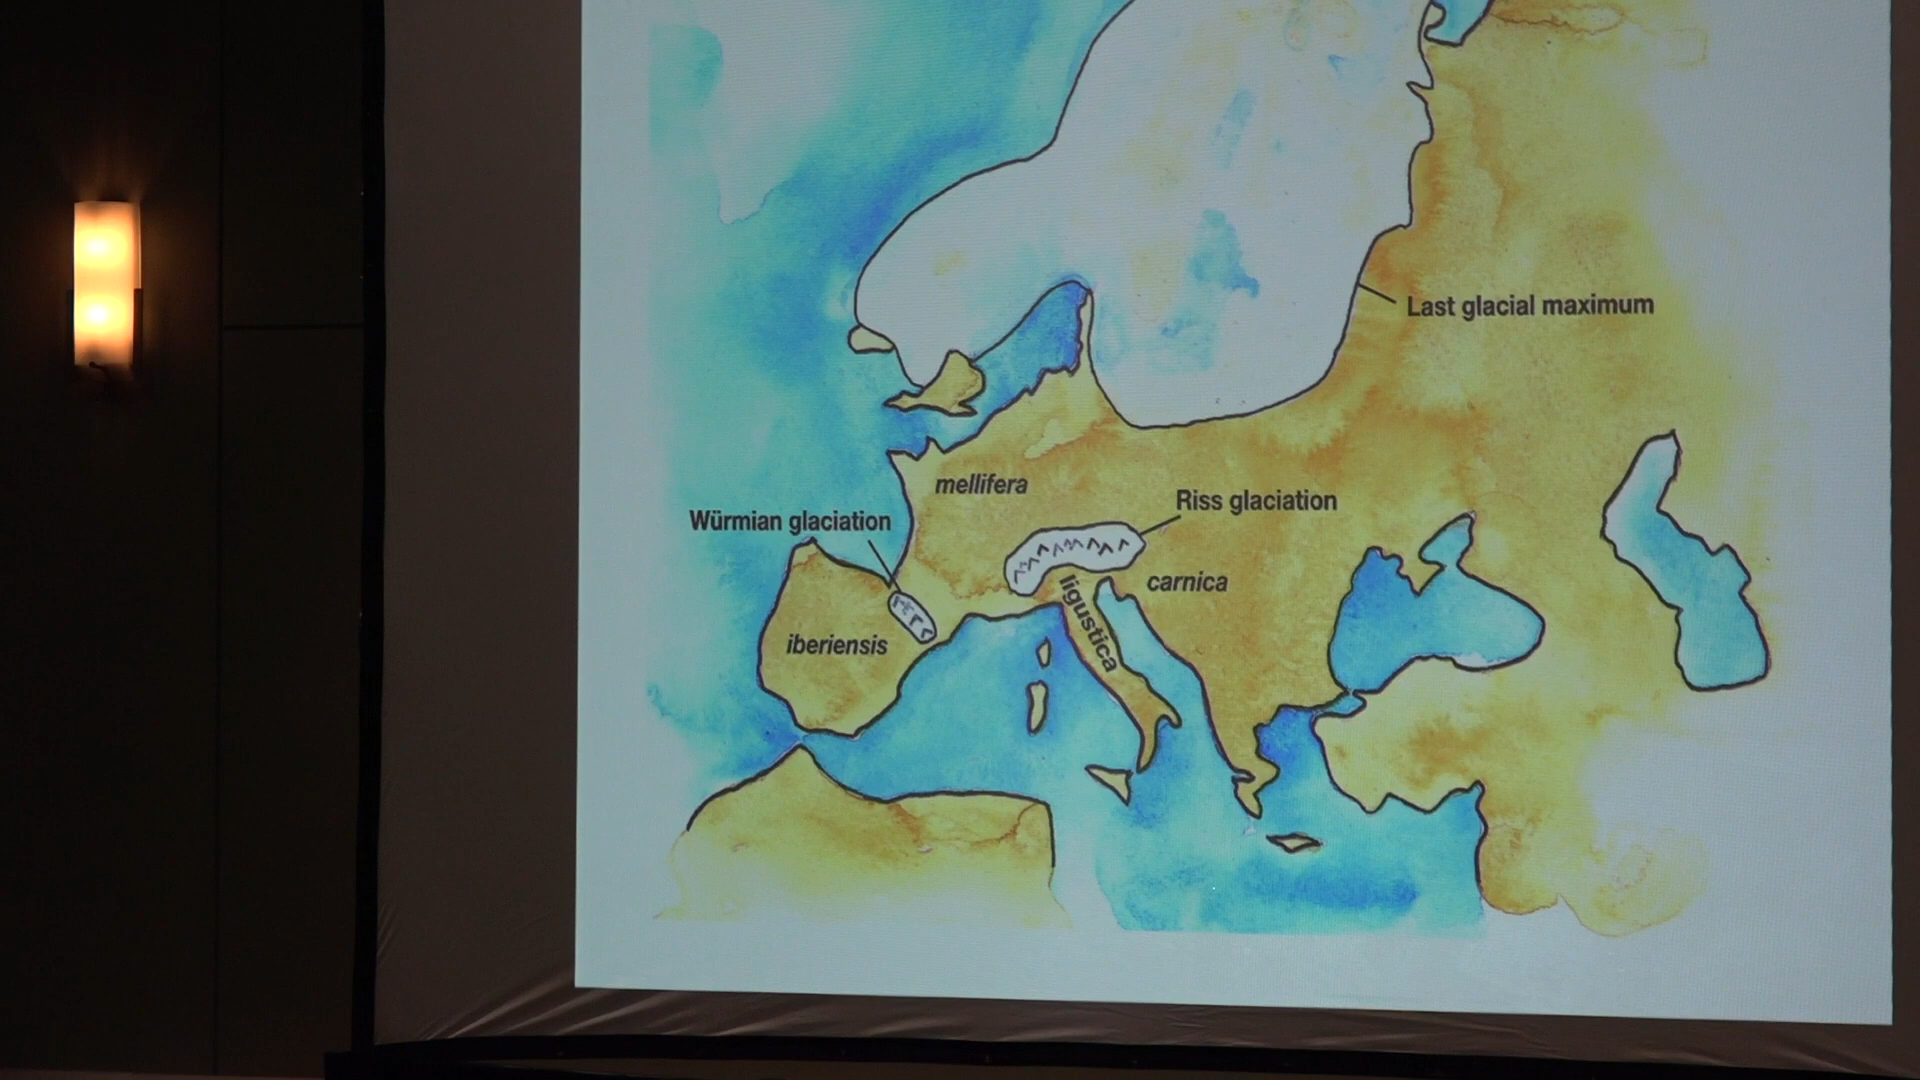 Last glacial maximum
mellifera
Riss glaciation
Würmian glaciation
carnica
ligustica
iberiensis